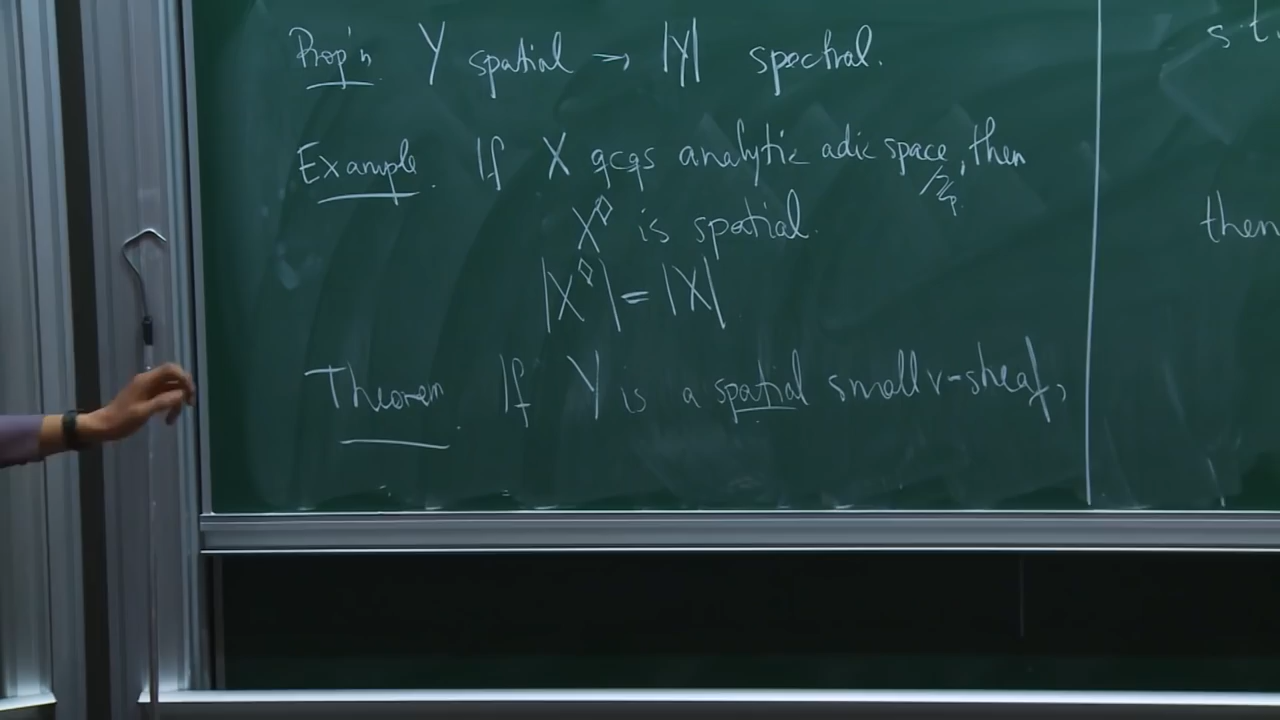 Prop'n Y spatial → |Y| spectral.
Example. If X qcqs analytic adic space, then
/ℤₚ
X^◇ is spatial.
|X^◇| = |X|
Theorem. If Y is a spatial small v-sheaf,
s.t.
then